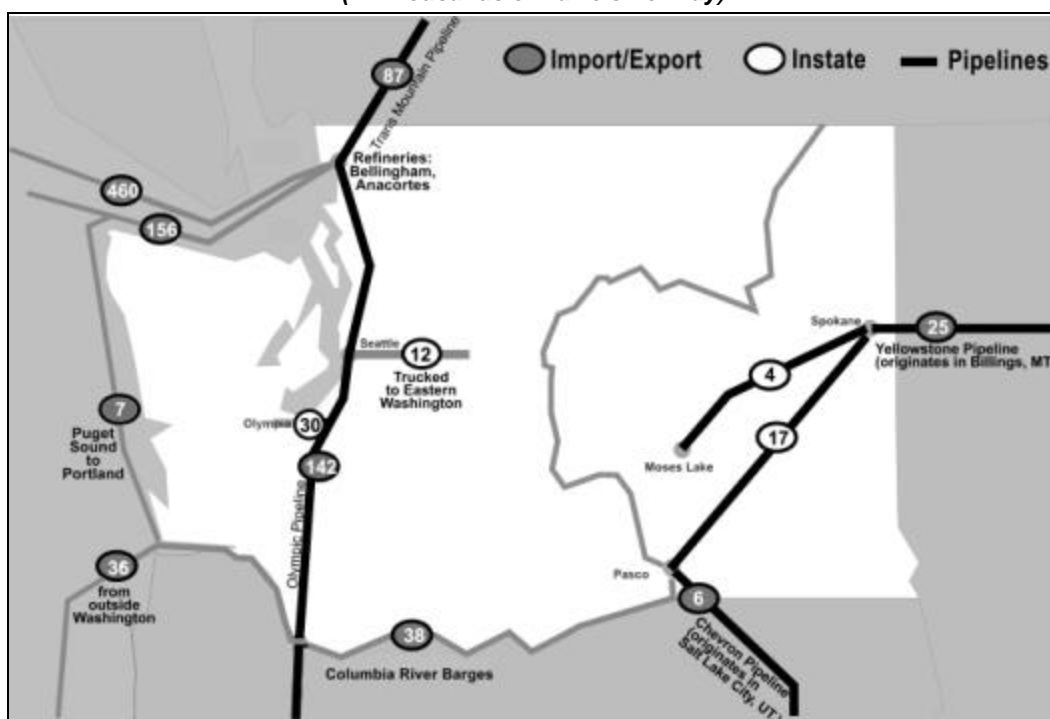 Import/Export
Instate
Pipelines
87
Trans Mountain Pipeline
Refineries:
Bellingham,
Anacortes
460
156
Spokane
25
Yellowstone Pipeline
(originates in Billings, MT
Seattle
12
Trucked
to Eastern
Washington
4
7
Puget
Sound
to
Portland
Olympia
30
17
142
Moses Lake
Olympic Pipeline
36
from
outside
Washington
Pasco
6
Chevron Pipeline
(originates in
Salt Lake City, UT)
38
Columbia River Barges